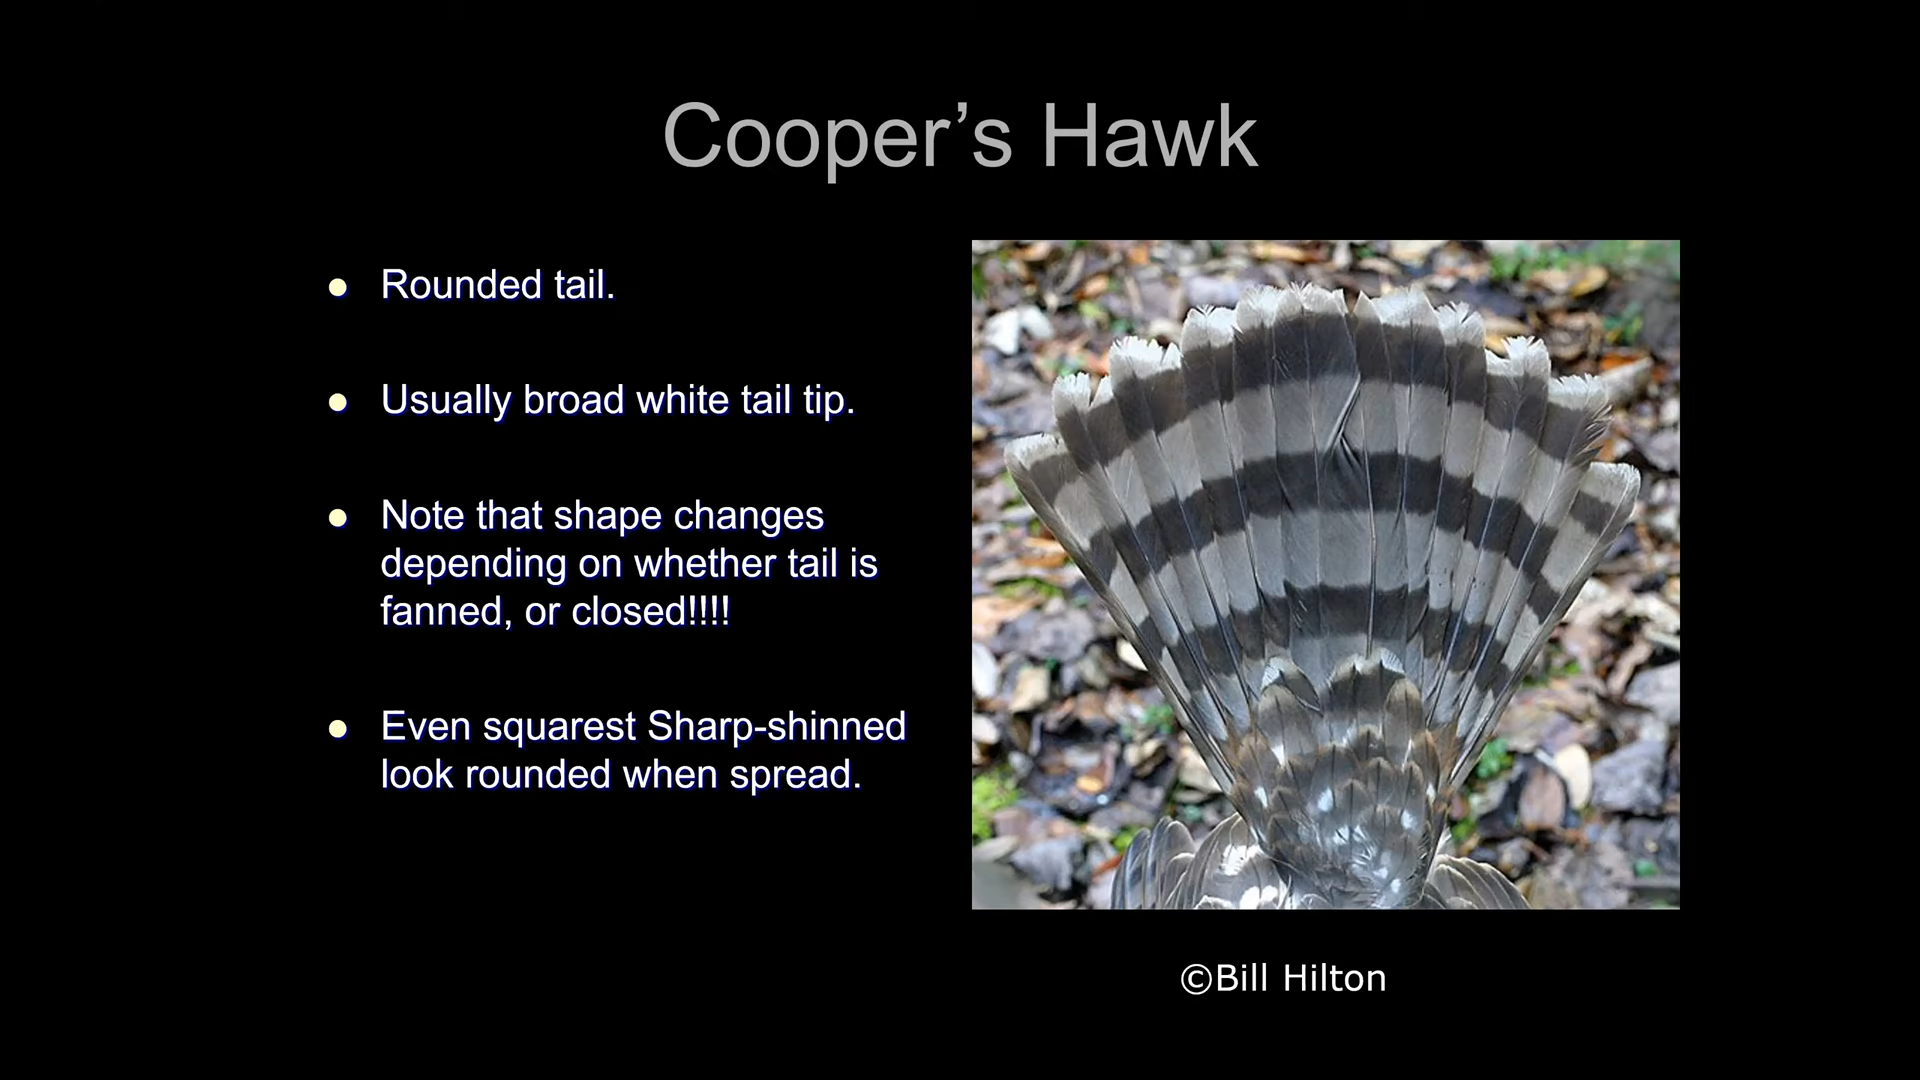 Cooper’s Hawk
Rounded tail.
Usually broad white tail tip.
Note that shape changes
depending on whether tail is
fanned, or closed!!!!
Even squarest Sharp-shinned
look rounded when spread.
©Bill Hilton